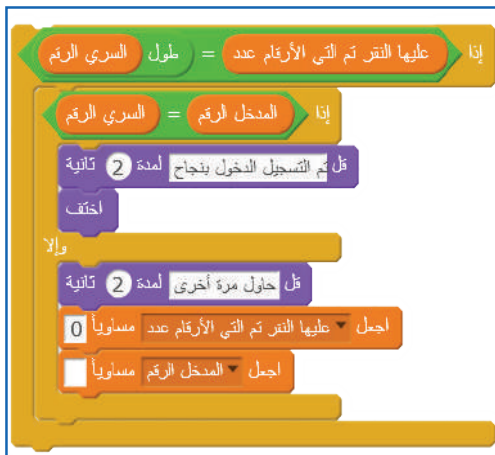 إذا عليها النقر تم التي الأرقام عدد = طول السري الرقم
إذا المدخل الرقم = السري الرقم
قل تم التسجيل الدخول بنجاح لمدة 2 ثانية
اختف
وإلا
قل حاول مرة أخرى لمدة 2 ثانية
اجعل عليها النقر تم التي الأرقام عدد مساوياً 0
اجعل المدخل الرقم مساوياً